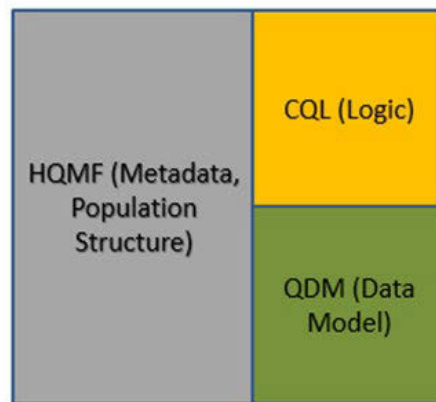 HQMF (Metadata,
Population
Structure)
CQL (Logic)
QDM (Data
Model)